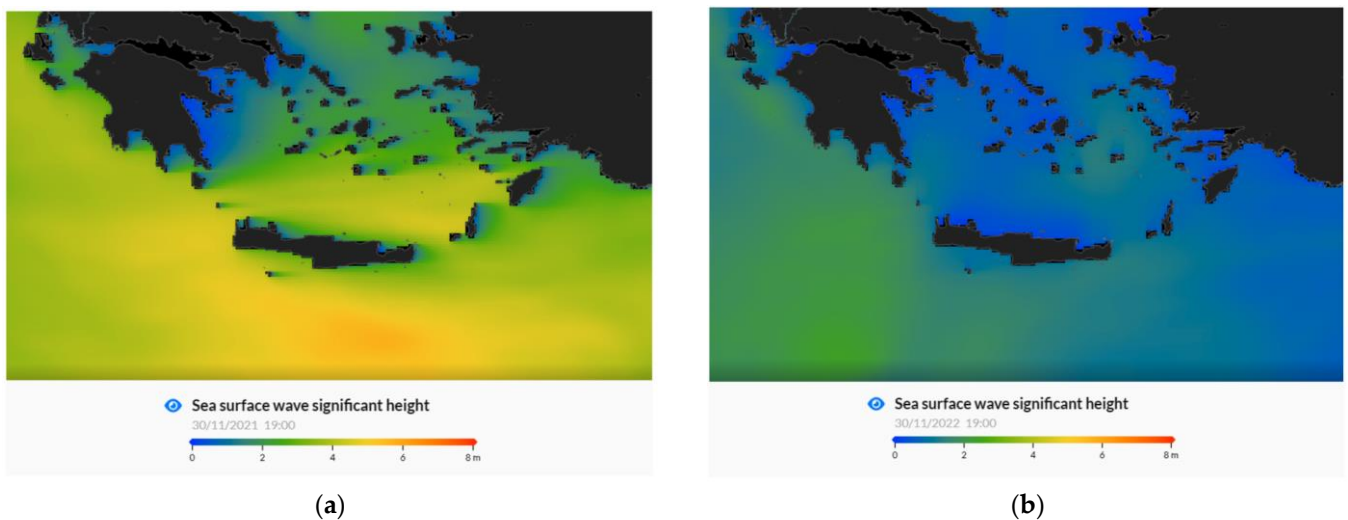 Sea surface wave significant height
30/11/2021 19:00
0 2 4 6 8 m
(a)
Sea surface wave significant height
30/11/2022 19:00
0 2 4 6 8 m
(b)